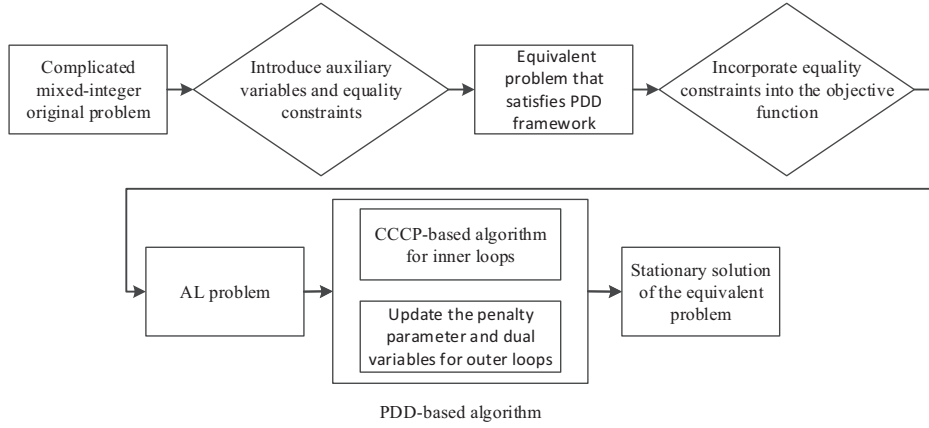 Complicated
mixed-integer
original problem
Introduce auxiliary
variables and equality
constraints
Equivalent
problem that
satisfies PDD
framework
Incorporate equality
constraints into the objective
function
AL problem
CCCP-based algorithm
for inner loops
Update the penalty
parameter and dual
variables for outer loops
Stationary solution
of the equivalent
problem
PDD-based algorithm